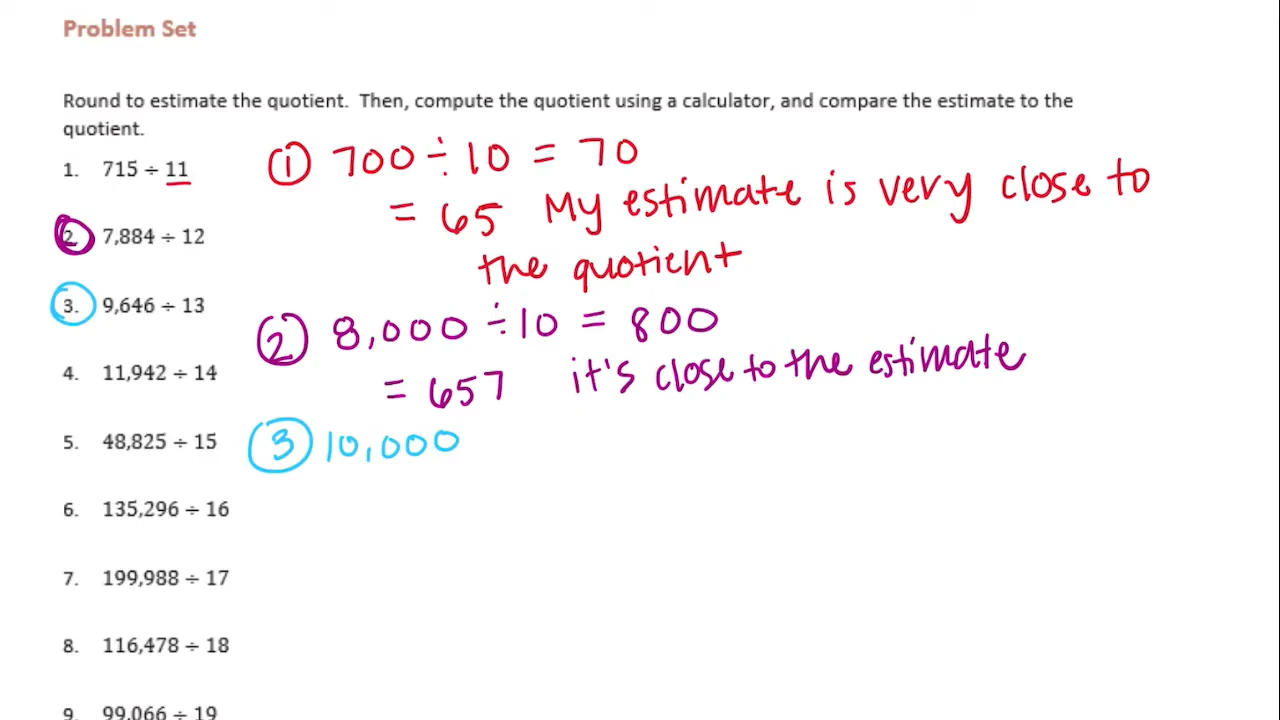 Problem Set
Round to estimate the quotient. Then, compute the quotient using a calculator, and compare the estimate to the
quotient.
1. 715 ÷ 11
2. 7,884 ÷ 12
3. 9,646 ÷ 13
4. 11,942 ÷ 14
5. 48,825 ÷ 15
6. 135,296 ÷ 16
7. 199,988 ÷ 17
8. 116,478 ÷ 18
9. 99,066 ÷ 19
① 700 ÷ 10 = 70
= 65 My estimate is very close to
the quotient
② 8,000 ÷ 10 = 800
= 657 it's close to the estimate
③ 10,000